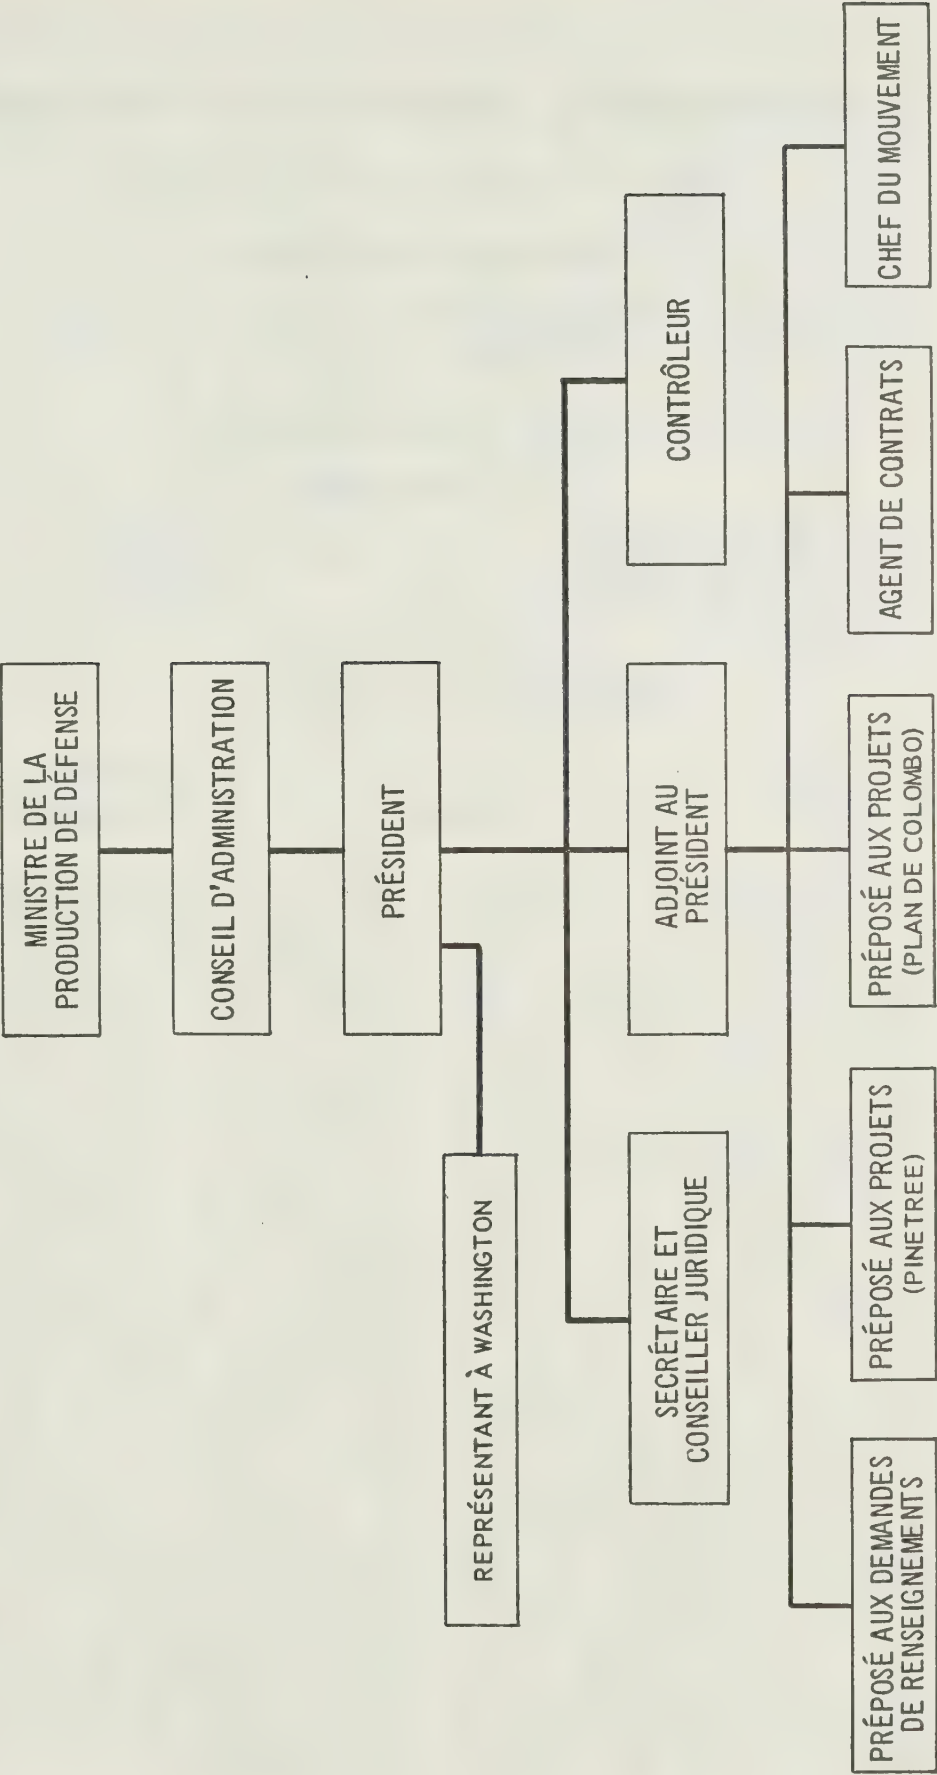 MINISTRE DE LA
PRODUCTION DE DÉFENSE
CONSEIL D'ADMINISTRATION
PRÉSIDENT
REPRÉSENTANT À WASHINGTON
SECRÉTAIRE ET
CONSEILLER JURIDIQUE
ADJOINT AU
PRÉSIDENT
CONTRÔLEUR
PRÉPOSÉ AUX DEMANDES
DE RENSEIGNEMENTS
PRÉPOSÉ AUX PROJETS
(PINETREE)
PRÉPOSÉ AUX PROJETS
(PLAN DE COLOMBO)
AGENT DE CONTRATS
CHEF DU MOUVEMENT